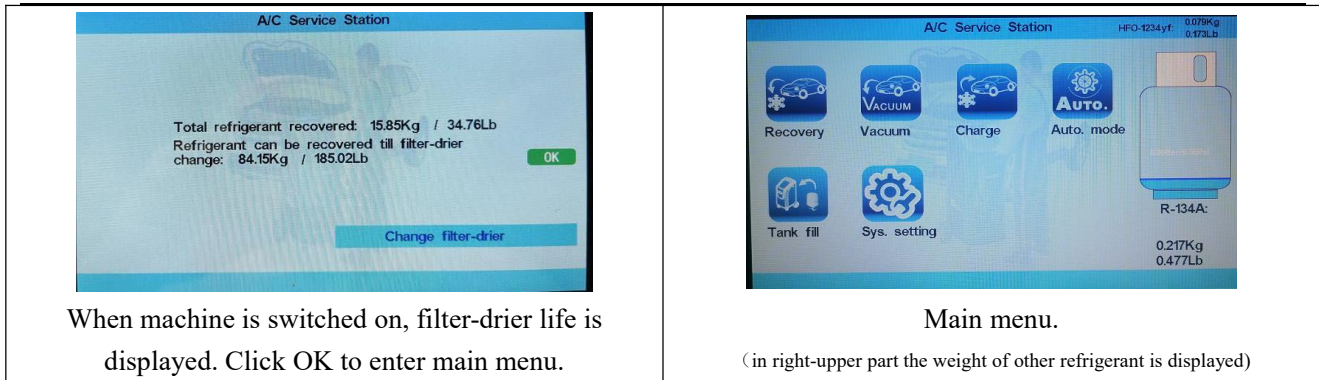 A/C Service Station
Total refrigerant recovered: 15.85Kg / 34.76Lb
Refrigerant can be recovered till filter-drier
change: 84.15Kg / 185.02Lb
OK
Change filter-drier
When machine is switched on, filter-drier life is
displayed. Click OK to enter main menu.
A/C Service Station
HFO-1234yf: 0.079Kg
0.173Lb
Recovery
VACUUM
Vacuum
Charge
AUTO.
Auto. mode
Tank fill
Sys. setting
R-134A:
0.217Kg
0.477Lb
Main menu.
（in right-upper part the weight of other refrigerant is displayed)